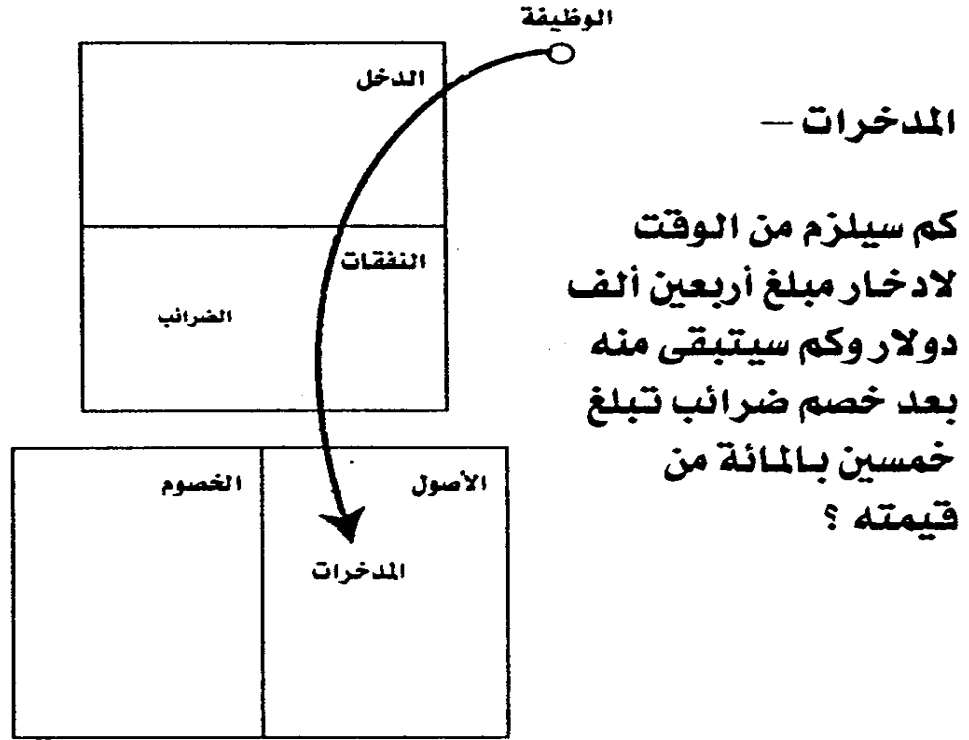 الوظيفة
الدخل
النفقات
الضرائب
الأصول
الخصوم
المدخرات
المدخرات –
كم سيلزم من الوقت
لادخار مبلغ أربعين ألف
دولار وكم سيتبقى منه
بعد خصم ضرائب تبلغ
خمسين بالمائة من
قيمته ؟